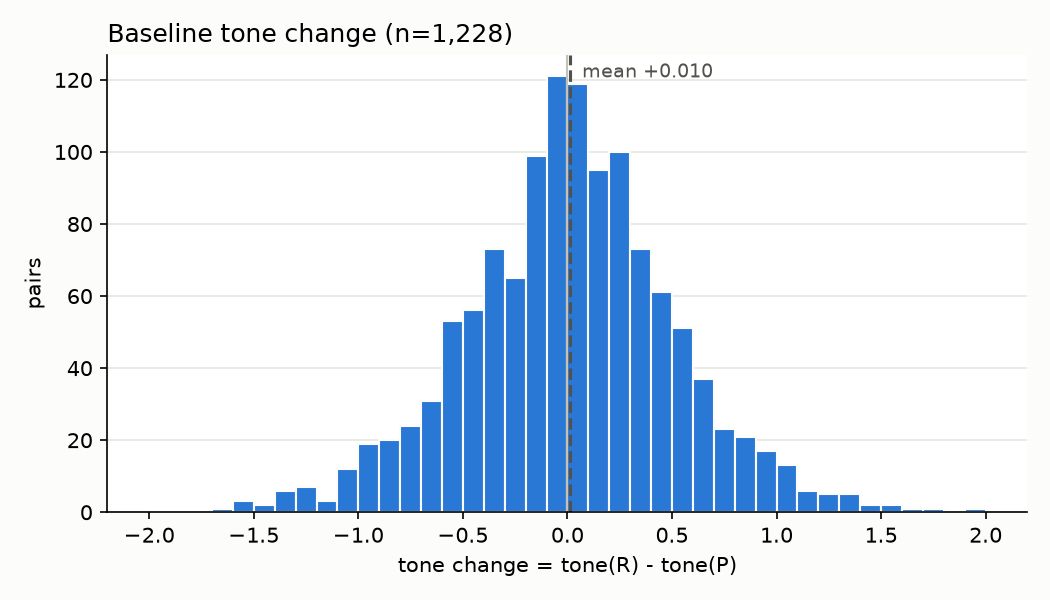 Baseline tone change (n=1,228)
mean +0.010
120
100
80
60
40
20
0
pairs
−2.0 −1.5 −1.0 −0.5 0.0 0.5 1.0 1.5 2.0
tone change = tone(R) - tone(P)